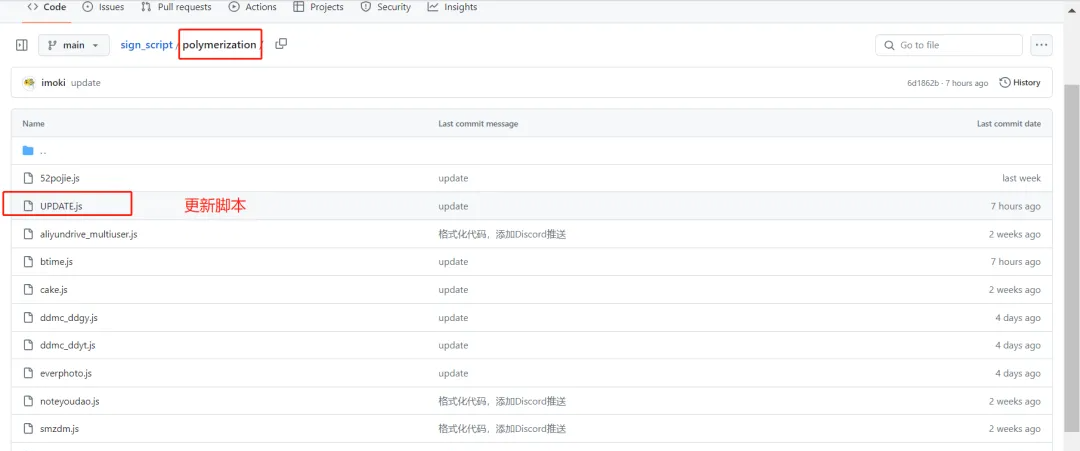 Code Issues Pull requests Actions Projects Security Insights
main sign_script / polymerization / Go to file
imoki update 6d1862b · 7 hours ago History
Name Last commit message Last commit date
..
52pojie.js update last week
UPDATE.js 更新脚本 update 7 hours ago
aliyundrive_multiuser.js 格式化代码，添加Discord推送 2 weeks ago
btime.js update 7 hours ago
cake.js update 2 weeks ago
ddmc_ddgy.js update 4 days ago
ddmc_ddyt.js update 4 days ago
everphoto.js update 4 days ago
noteyoudao.js 格式化代码，添加Discord推送 2 weeks ago
smzdm.js 格式化代码，添加Discord推送 2 weeks ago